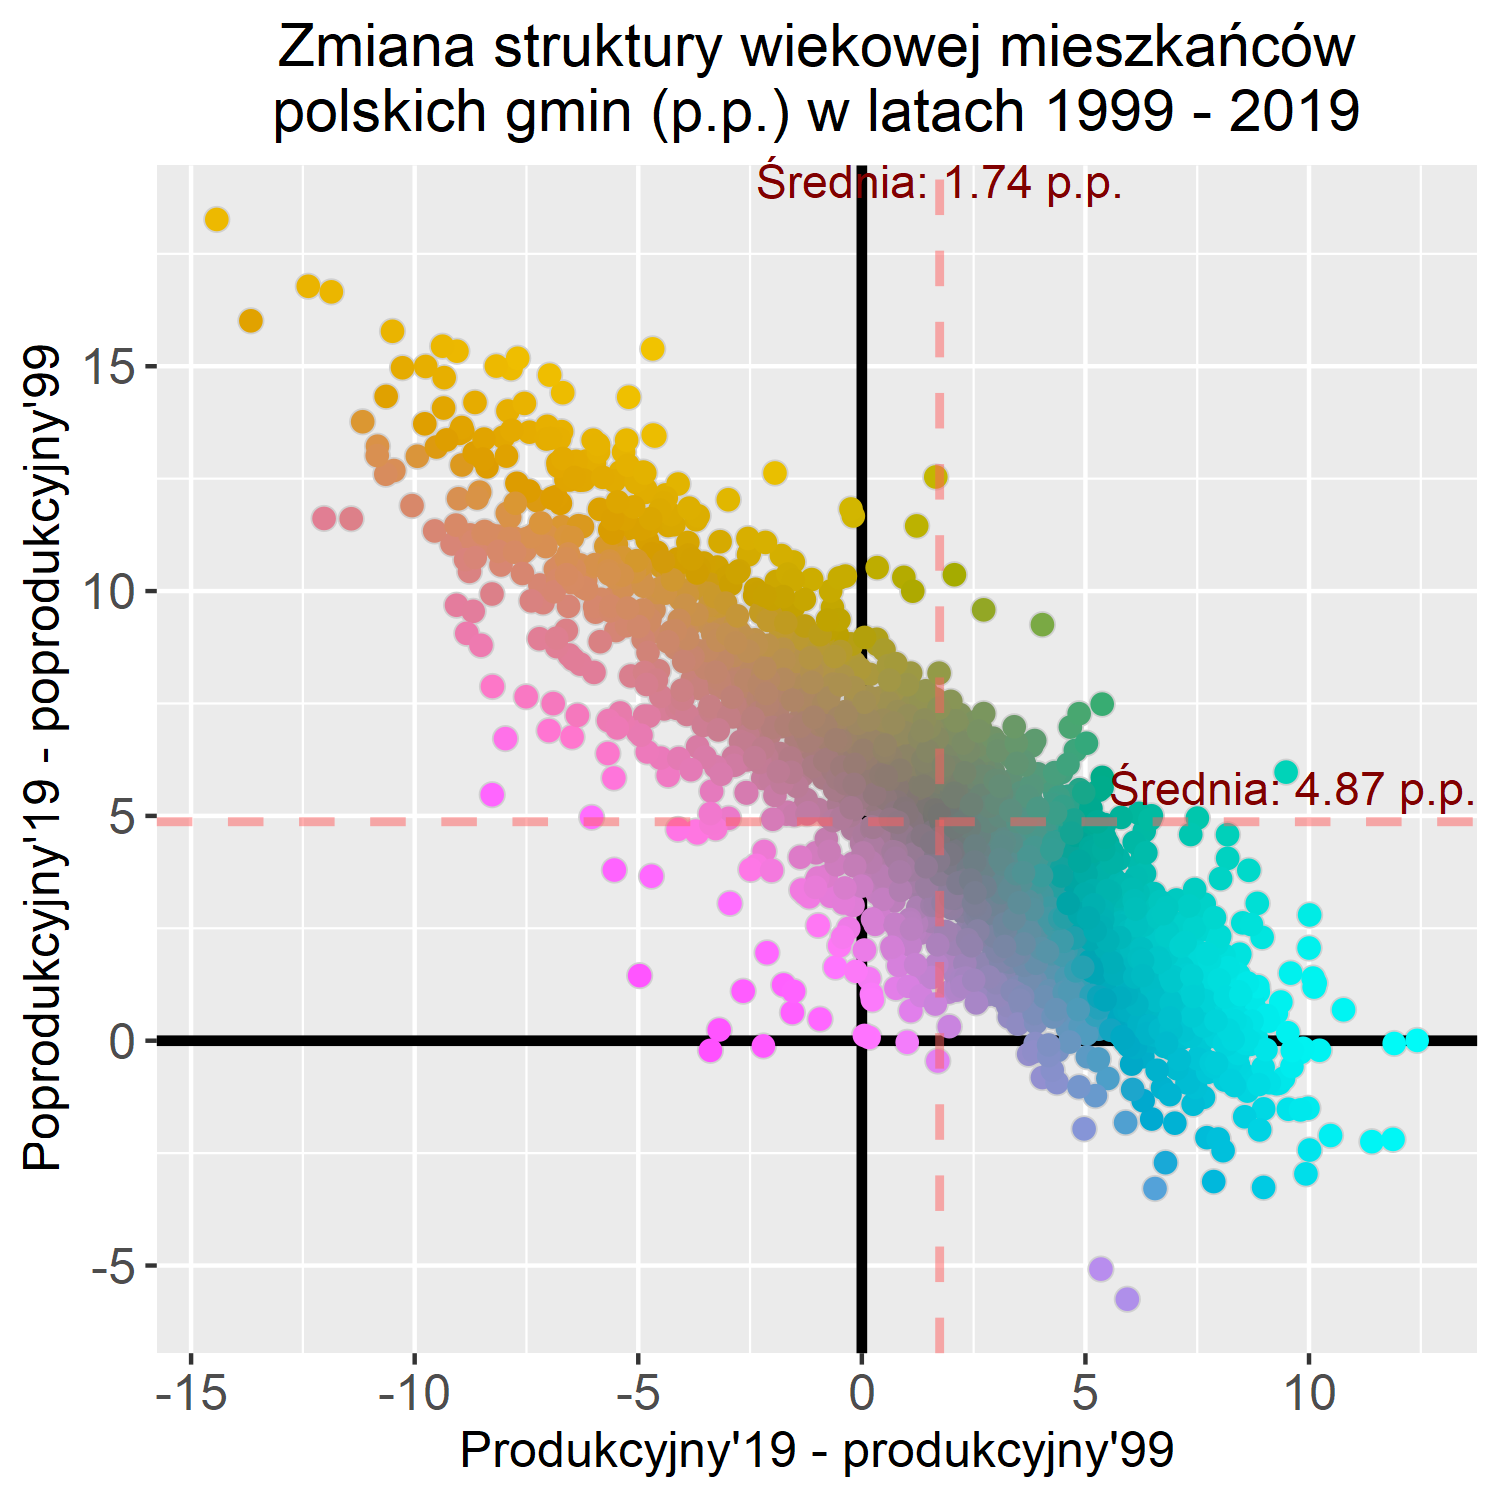 Zmiana struktury wiekowej mieszkańców
polskich gmin (p.p.) w latach 1999 - 2019
Średnia: 1.74 p.p.
Poprodukcyjny'19 - poprodukcyjny'99
15
10
5
0
-5
Średnia: 4.87 p.p.
-15
-10
-5
0
5
10
Produkcyjny'19 - produkcyjny'99